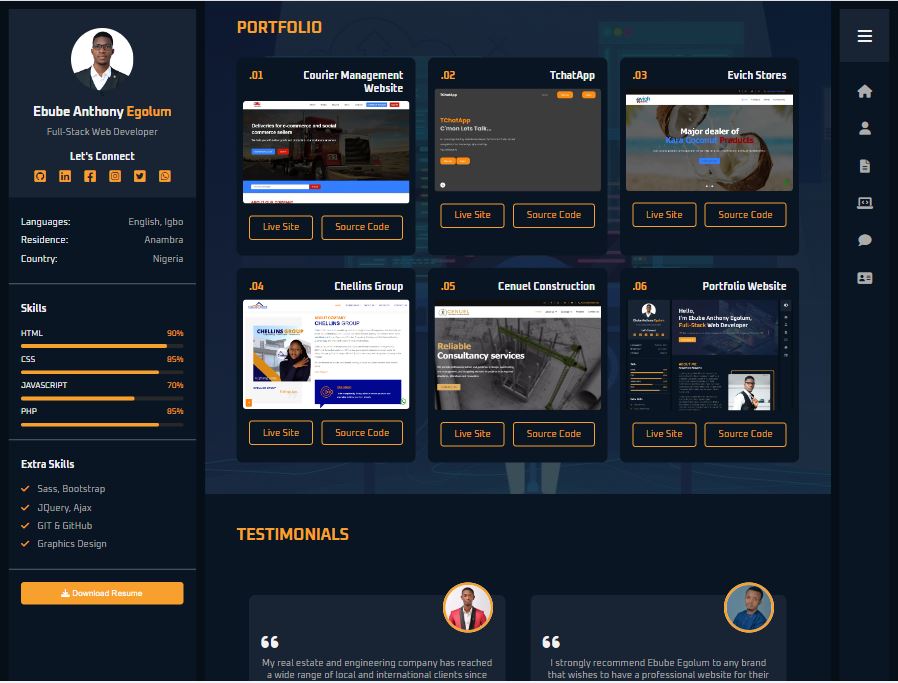 Ebube Anthony Egolum
Full-Stack Web Developer
Let's Connect
Languages: English, Igbo
Residence: Anambra
Country: Nigeria
Skills
HTML 90%
CSS 85%
JAVASCRIPT 70%
PHP 85%
Extra Skills
Sass, Bootstrap
JQuery, Ajax
GIT & GitHub
Graphics Design
Download Resume
PORTFOLIO
.01 Courier Management
Website
Deliveries for e-commerce and social
commerce sellers
Live Site Source Code
.02 TchatApp
TchatApp
TChatApp
C'mon Lets Talk...
Live Site Source Code
.03 Evich Stores
Major dealer of
Kara Coconut Products
Live Site Source Code
.04 Chellins Group
CHELLINS GROUP
CHELLINS GROUP
Live Site Source Code
.05 Cenuel Construction
CENUEL
Reliable
Consultancy services
Live Site Source Code
.06 Portfolio Website
Hello,
I'm Ebube Anthony Egolum,
Full-Stack Web Developer
ABOUT ME
Live Site Source Code
TESTIMONIALS
My real estate and engineering company has reached
a wide range of local and international clients since
I strongly recommend Ebube Egolum to any brand
that wishes to have a professional website for their